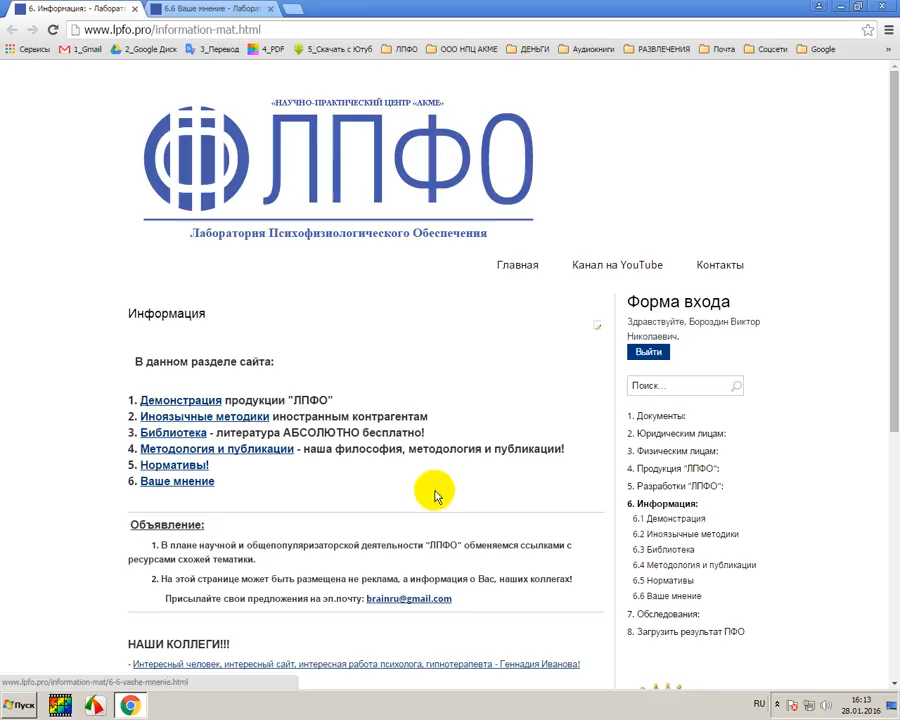 6. Информация: - Лаборат
6.6 Ваше мнение - Лаборат
www.lpfo.pro/information-mat.html
Сервисы 1_Gmail 2_Google Диск 3_Перевод 4_PDF 5_Скачать с Ютуб ЛПФО ООО НПЦ АКМЕ ДЕНЬГИ Аудиокниги РАЗВЛЕЧЕНИЯ Почта Соцсети Google »
«НАУЧНО-ПРАКТИЧЕСКИЙ ЦЕНТР «АКМЕ»
ЛПФО
Лаборатория Психофизиологического Обеспечения
Главная Канал на YouTube Контакты
Информация
В данном разделе сайта:
1. Демонстрация продукции "ЛПФО"
2. Иноязычные методики иностранным контрагентам
3. Библиотека - литература АБСОЛЮТНО бесплатно!
4. Методология и публикации - наша философия, методология и публикации!
5. Нормативы!
6. Ваше мнение
Объявление:
1. В плане научной и общепопуляризаторской деятельности "ЛПФО" обменяемся ссылками с
ресурсами схожей тематики.
2. На этой странице может быть размещена не реклама, а информация о Вас, наших коллегах!
Присылайте свои предложения на эл.почту: brainru@gmail.com
НАШИ КОЛЛЕГИ!!!
- Интересный человек, интересный сайт, интересная работа психолога, гипнотерапевта - Геннадия Иванова!
Форма входа
Здравствуйте, Бороздин Виктор
Николаевич.
Выйти
Поиск...
1. Документы:
2. Юридическим лицам:
3. Физическим лицам:
4. Продукция "ЛПФО":
5. Разработки "ЛПФО":
6. Информация:
6.1 Демонстрация
6.2 Иноязычные методики
6.3 Библиотека
6.4 Методология и публикации
6.5 Нормативы
6.6 Ваше мнение
7. Обследования:
8. Загрузить результат ПФО
www.lpfo.pro/information-mat/6-6-vashe-mnenie.html
Пуск
RU
16:13
28.01.2016